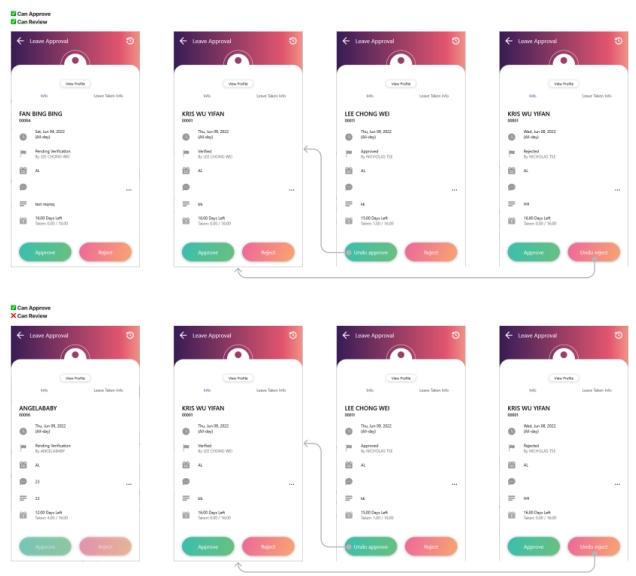 Can Approve
Can Review
Leave Approval
View Profile
Info Leave Taken Info
FAN BING BING
00004
Sat, Jun 04, 2022
(All-day)
Pending Verification
By LEE CHONG WEI
AL
...
test reqreq
16.00 Days Left
Taken: 0.00 / 16.00
Approve Reject
Leave Approval
View Profile
Info Leave Taken Info
KRIS WU YIFAN
00001
Thu, Jun 09, 2022
(All-day)
Verified
By LEE CHONG WEI
AL
...
16.00 Days Left
Taken: 0.00 / 16.00
Approve Reject
Leave Approval
View Profile
Info Leave Taken Info
LEE CHONG WEI
00011
Thu, Jun 09, 2022
(All-day)
Approved
By NICHOLAS TSE
AL
...
15.00 Days Left
Taken: 1.00 / 16.00
Undo approve Reject
Leave Approval
View Profile
Info Leave Taken Info
KRIS WU YIFAN
00001
Wed, Jun 08, 2022
(All-day)
Rejected
By NICHOLAS TSE
AL
...
16.00 Days Left
Taken: 0.00 / 16.00
Approve Undo reject
Can Approve
Can Review
Leave Approval
View Profile
Info Leave Taken Info
ANGELABABY
00006
Thu, Jun 09, 2022
(All-day)
Pending Verification
By ANGELABABY
AL
23
...
23
12.00 Days Left
Taken: 4.00 / 16.00
Approve Reject
Leave Approval
View Profile
Info Leave Taken Info
KRIS WU YIFAN
00001
Thu, Jun 09, 2022
(All-day)
Verified
By LEE CHONG WEI
AL
...
16.00 Days Left
Taken: 0.00 / 16.00
Approve Reject
Leave Approval
View Profile
Info Leave Taken Info
LEE CHONG WEI
00011
Thu, Jun 09, 2022
(All-day)
Approved
By NICHOLAS TSE
AL
...
15.00 Days Left
Taken: 1.00 / 16.00
Undo approve Reject
Leave Approval
View Profile
Info Leave Taken Info
KRIS WU YIFAN
00001
Wed, Jun 08, 2022
(All-day)
Rejected
By NICHOLAS TSE
AL
...
16.00 Days Left
Taken: 0.00 / 16.00
Approve Undo reject